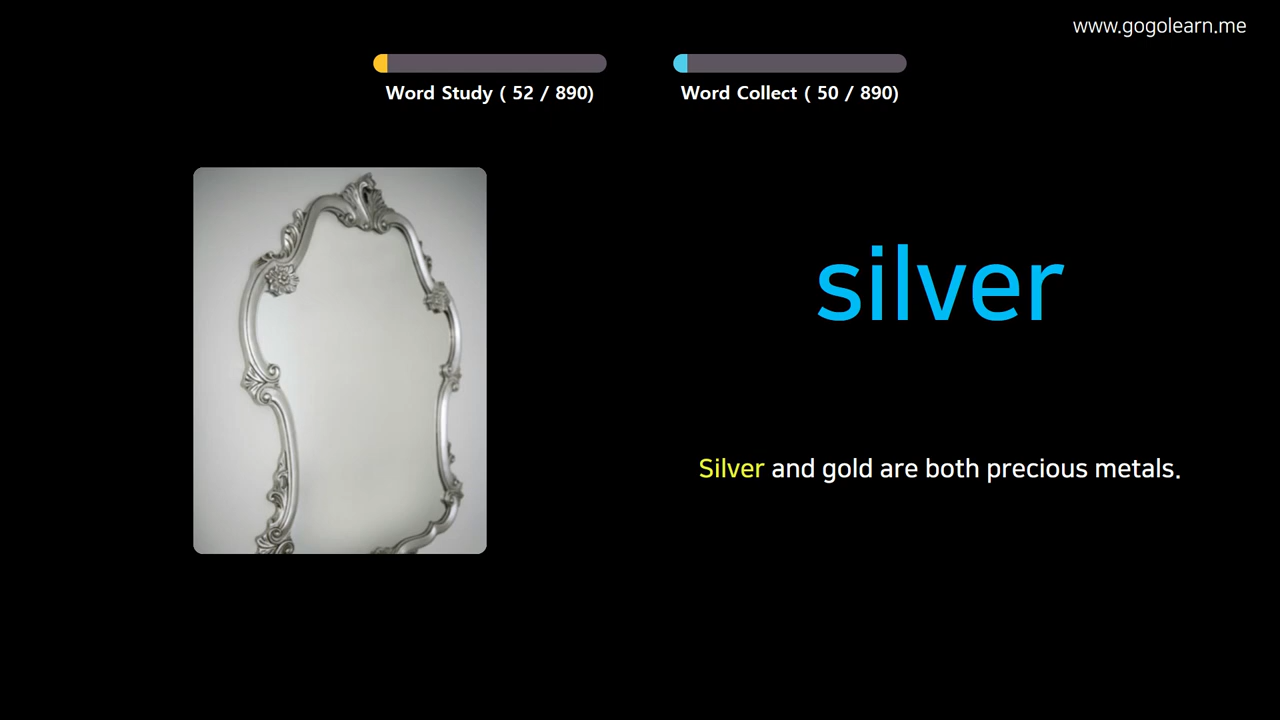 www.gogolearn.me
Word Study ( 52 / 890)
Word Collect ( 50 / 890)
silver
Silver and gold are both precious metals.